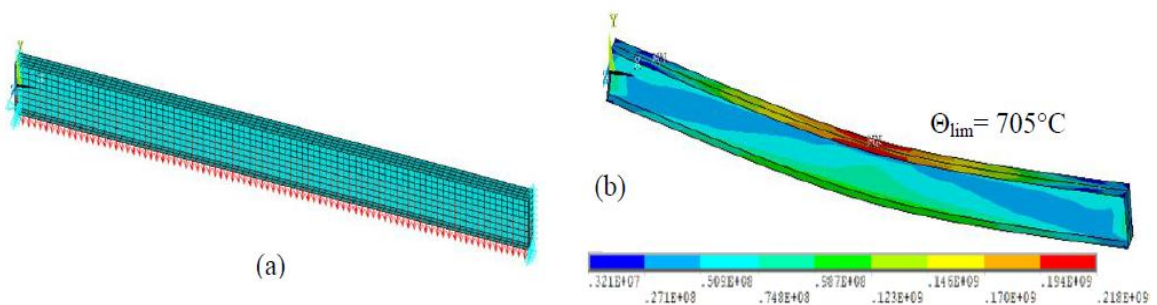 Y
Y
Θlim= 705°C
(b)
(a)
.321E+07 .509E+08 .987E+08 .146E+09 .194E+09
.271E+08 .748E+08 .123E+09 .170E+09 .218E+09